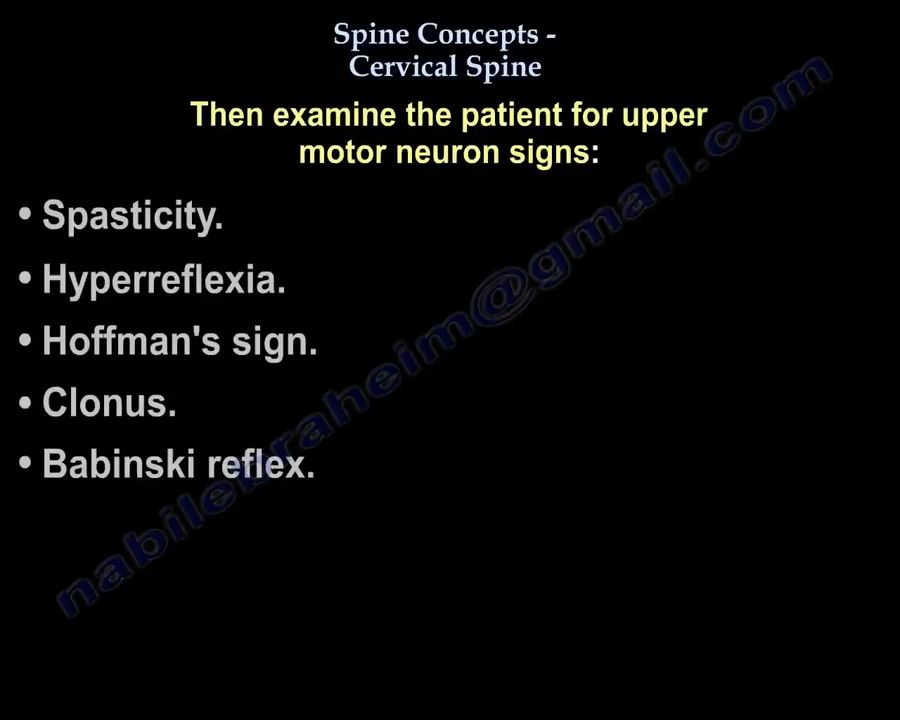 Spine Concepts -
Cervical Spine
Then examine the patient for upper
motor neuron signs:
• Spasticity.
• Hyperreflexia.
• Hoffman's sign.
• Clonus.
• Babinski reflex.
nabilebraheim@gmail.com